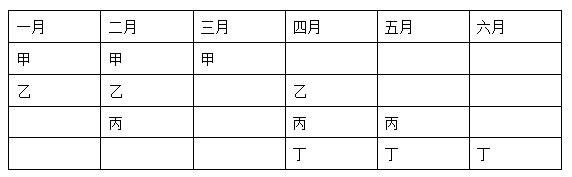 一月 二月 三月 四月 五月 六月
甲 甲 甲
乙 乙 乙
丙 丙 丙
丁 丁 丁